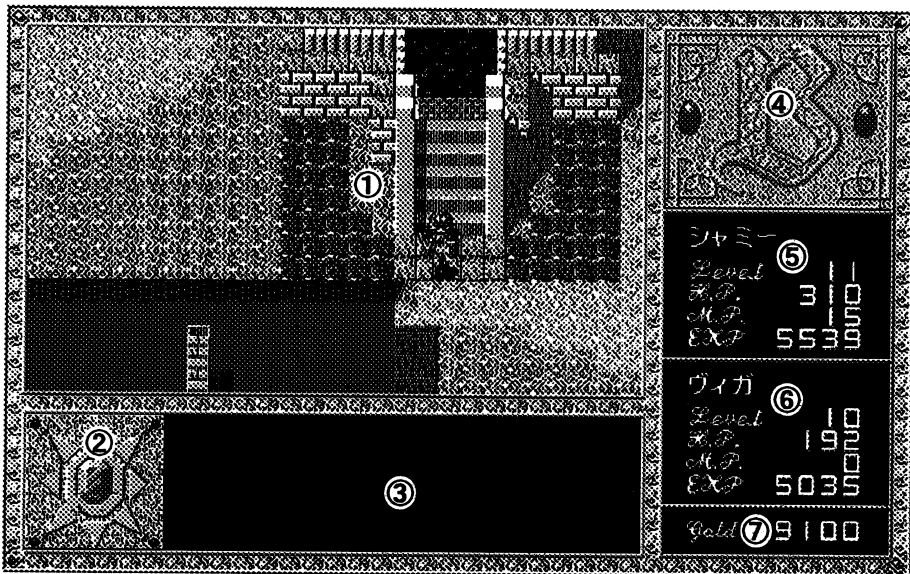 ①
②
③
④
シャミー
⑤
Level 11
H.P. 310
M.P. 15
EXP 5539
ヴィガ
⑥
Level 10
H.P. 192
M.P. 0
EXP 5035
Gold ⑦ 9100